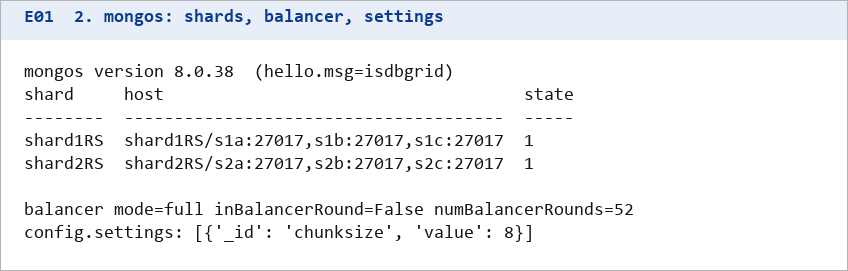 E01  2. mongos: shards, balancer, settings
mongos version 8.0.38  (hello.msg=isdbgrid)
shard     host                                    state
--------  --------------------------------------  -----
shard1RS  shard1RS/s1a:27017,s1b:27017,s1c:27017  1
shard2RS  shard2RS/s2a:27017,s2b:27017,s2c:27017  1
balancer mode=full inBalancerRound=False numBalancerRounds=52
config.settings: [{'_id': 'chunksize', 'value': 8}]